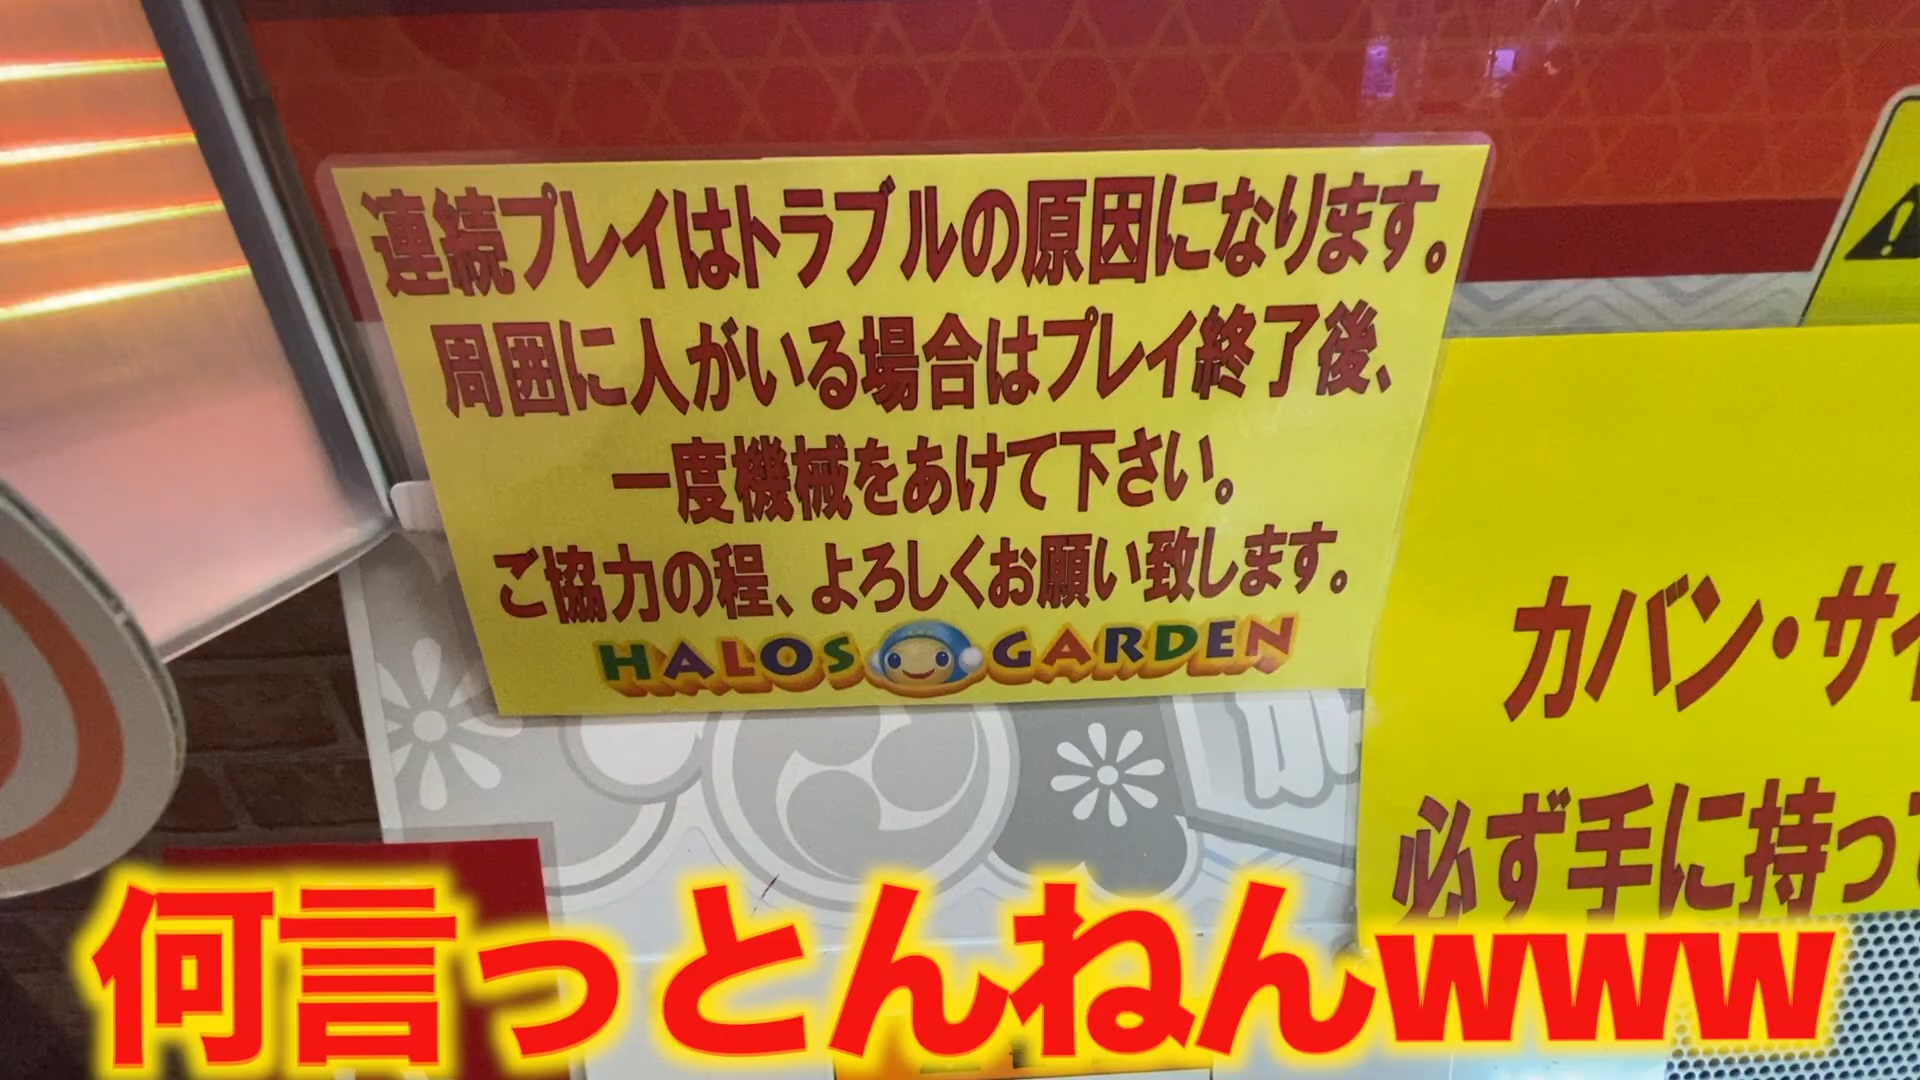 連続プレイはトラブルの原因になります。
周囲に人がいる場合はプレイ終了後、
一度機械をあけて下さい。
ご協力の程、よろしくお願い致します。
HALOS GARDEN
カバン・サイ
必ず手に持って
何言っとんねんwww